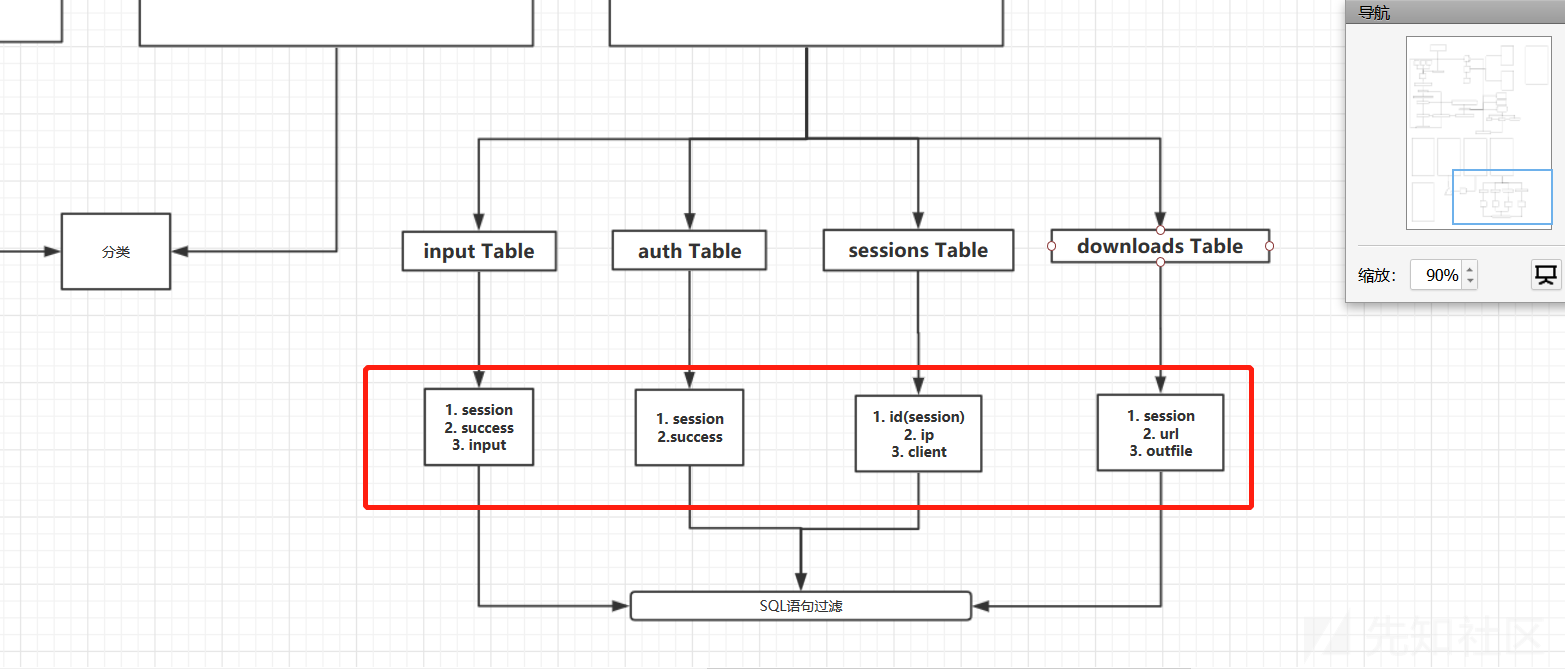 导航
分类
input Table
auth Table
sessions Table
downloads Table
缩放：
90%
1. session
2. success
3. input
1. session
2.success
1. id(session)
2. ip
3. client
1. session
2. url
3. outfile
SQL语句过滤
先知社区